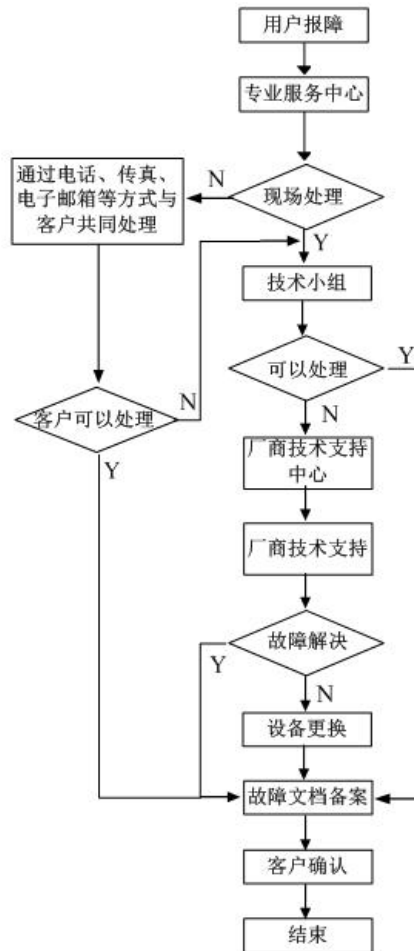 用户报障
专业服务中心
通过电话、传真、
电子邮箱等方式与
客户共同处理
N
现场处理
Y
技术小组
可以处理
Y
N
客户可以处理
N
Y
厂商技术支持
中心
厂商技术支持
故障解决
Y
N
设备更换
故障文档备案
客户确认
结束